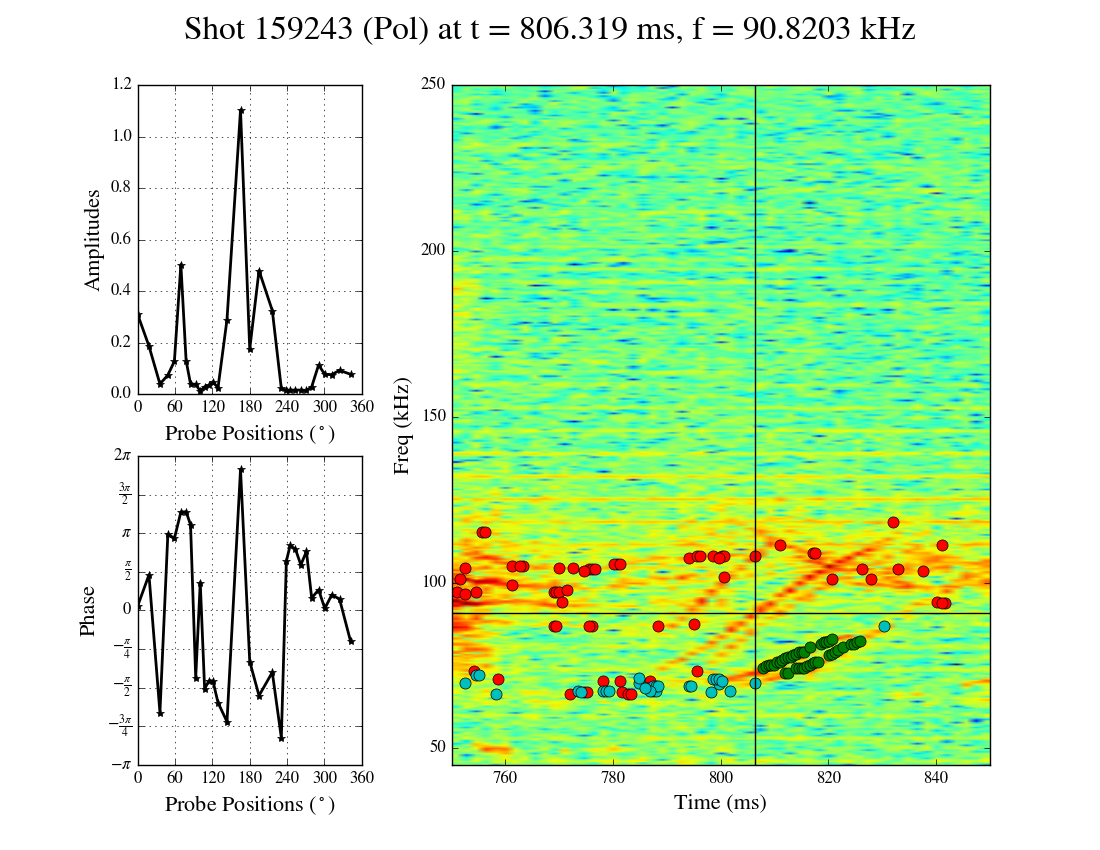 Shot 159243 (Pol) at t = 806.319 ms, f = 90.8203 kHz
1.2
1.0
0.8
0.6
0.4
0.2
0.0
Amplitudes
0 60 120 180 240 300 360
Probe Positions (°)
2π
3π/2
π
π/2
0
−π/4
−π/2
−3π/4
−π
Phase
0 60 120 180 240 300 360
Probe Positions (°)
250
200
150
100
50
Freq (kHz)
760 780 800 820 840
Time (ms)